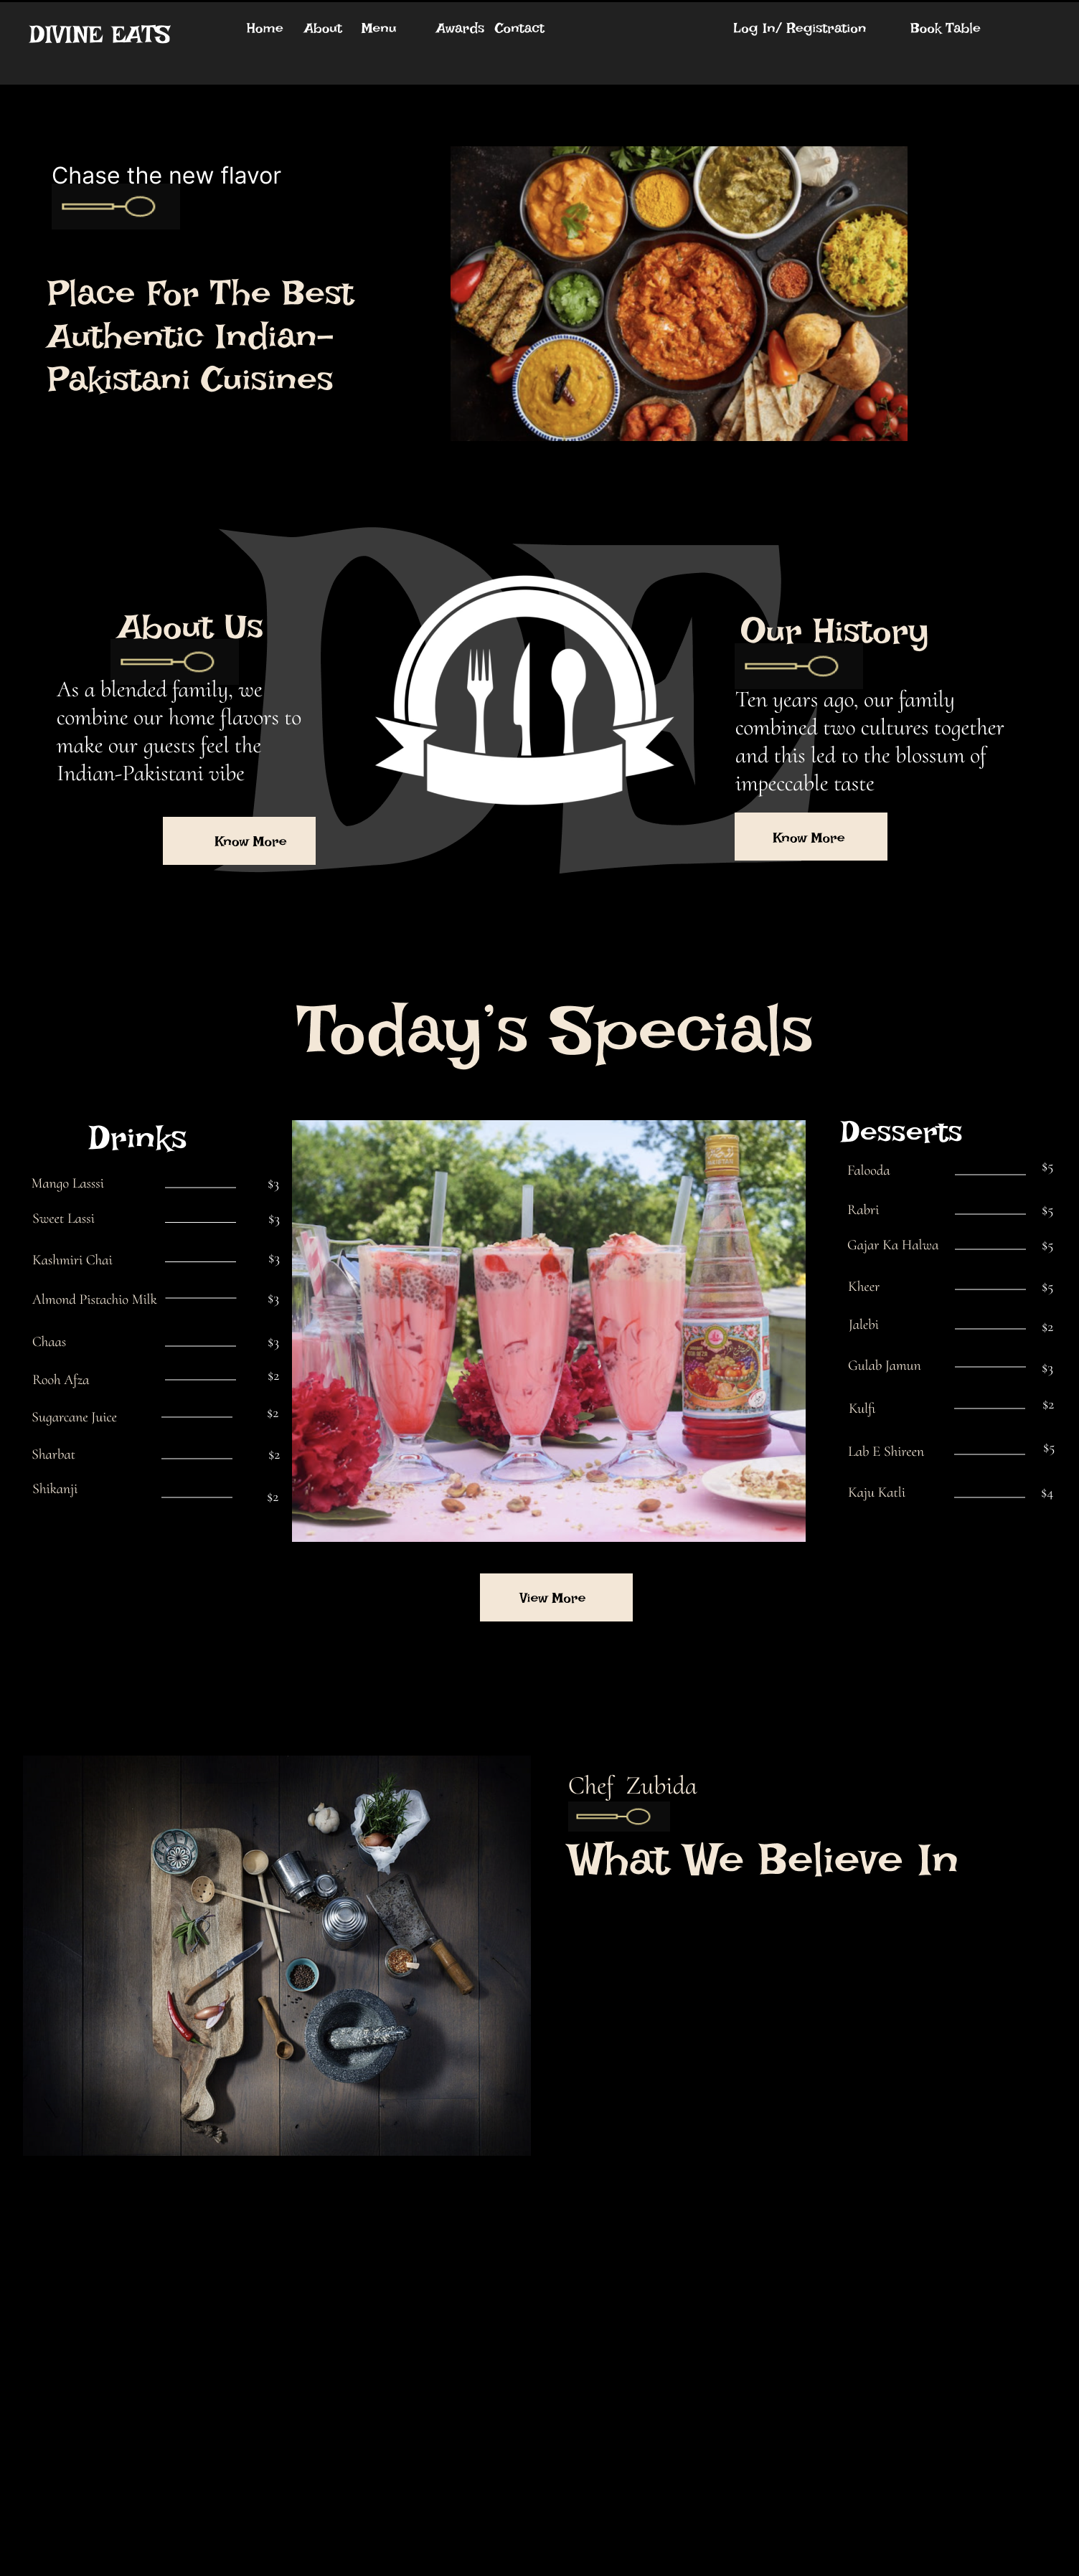 DIVINE EATS
Home About Menu Awards Contact Log In/ Registration Book Table
Chase the new flavor
Place For The Best
Authentic Indian-
Pakistani Cuisines
DE
About Us
As a blended family, we
combine our home flavors to
make our guests feel the
Indian-Pakistani vibe
Know More
Our History
Ten years ago, our family
combined two cultures together
and this led to the blossum of
impeccable taste
Know More
Today's Specials
Drinks
Mango Lasssi $3
Sweet Lassi $3
Kashmiri Chai $3
Almond Pistachio Milk $3
Chaas $3
Rooh Afza $2
Sugarcane Juice $2
Sharbat $2
Shikanji $2
Desserts
Falooda $5
Rabri $5
Gajar Ka Halwa $5
Kheer $5
Jalebi $2
Gulab Jamun $3
Kulfi $2
Lab E Shireen $5
Kaju Katli $4
View More
Chef Zubida
What We Believe In